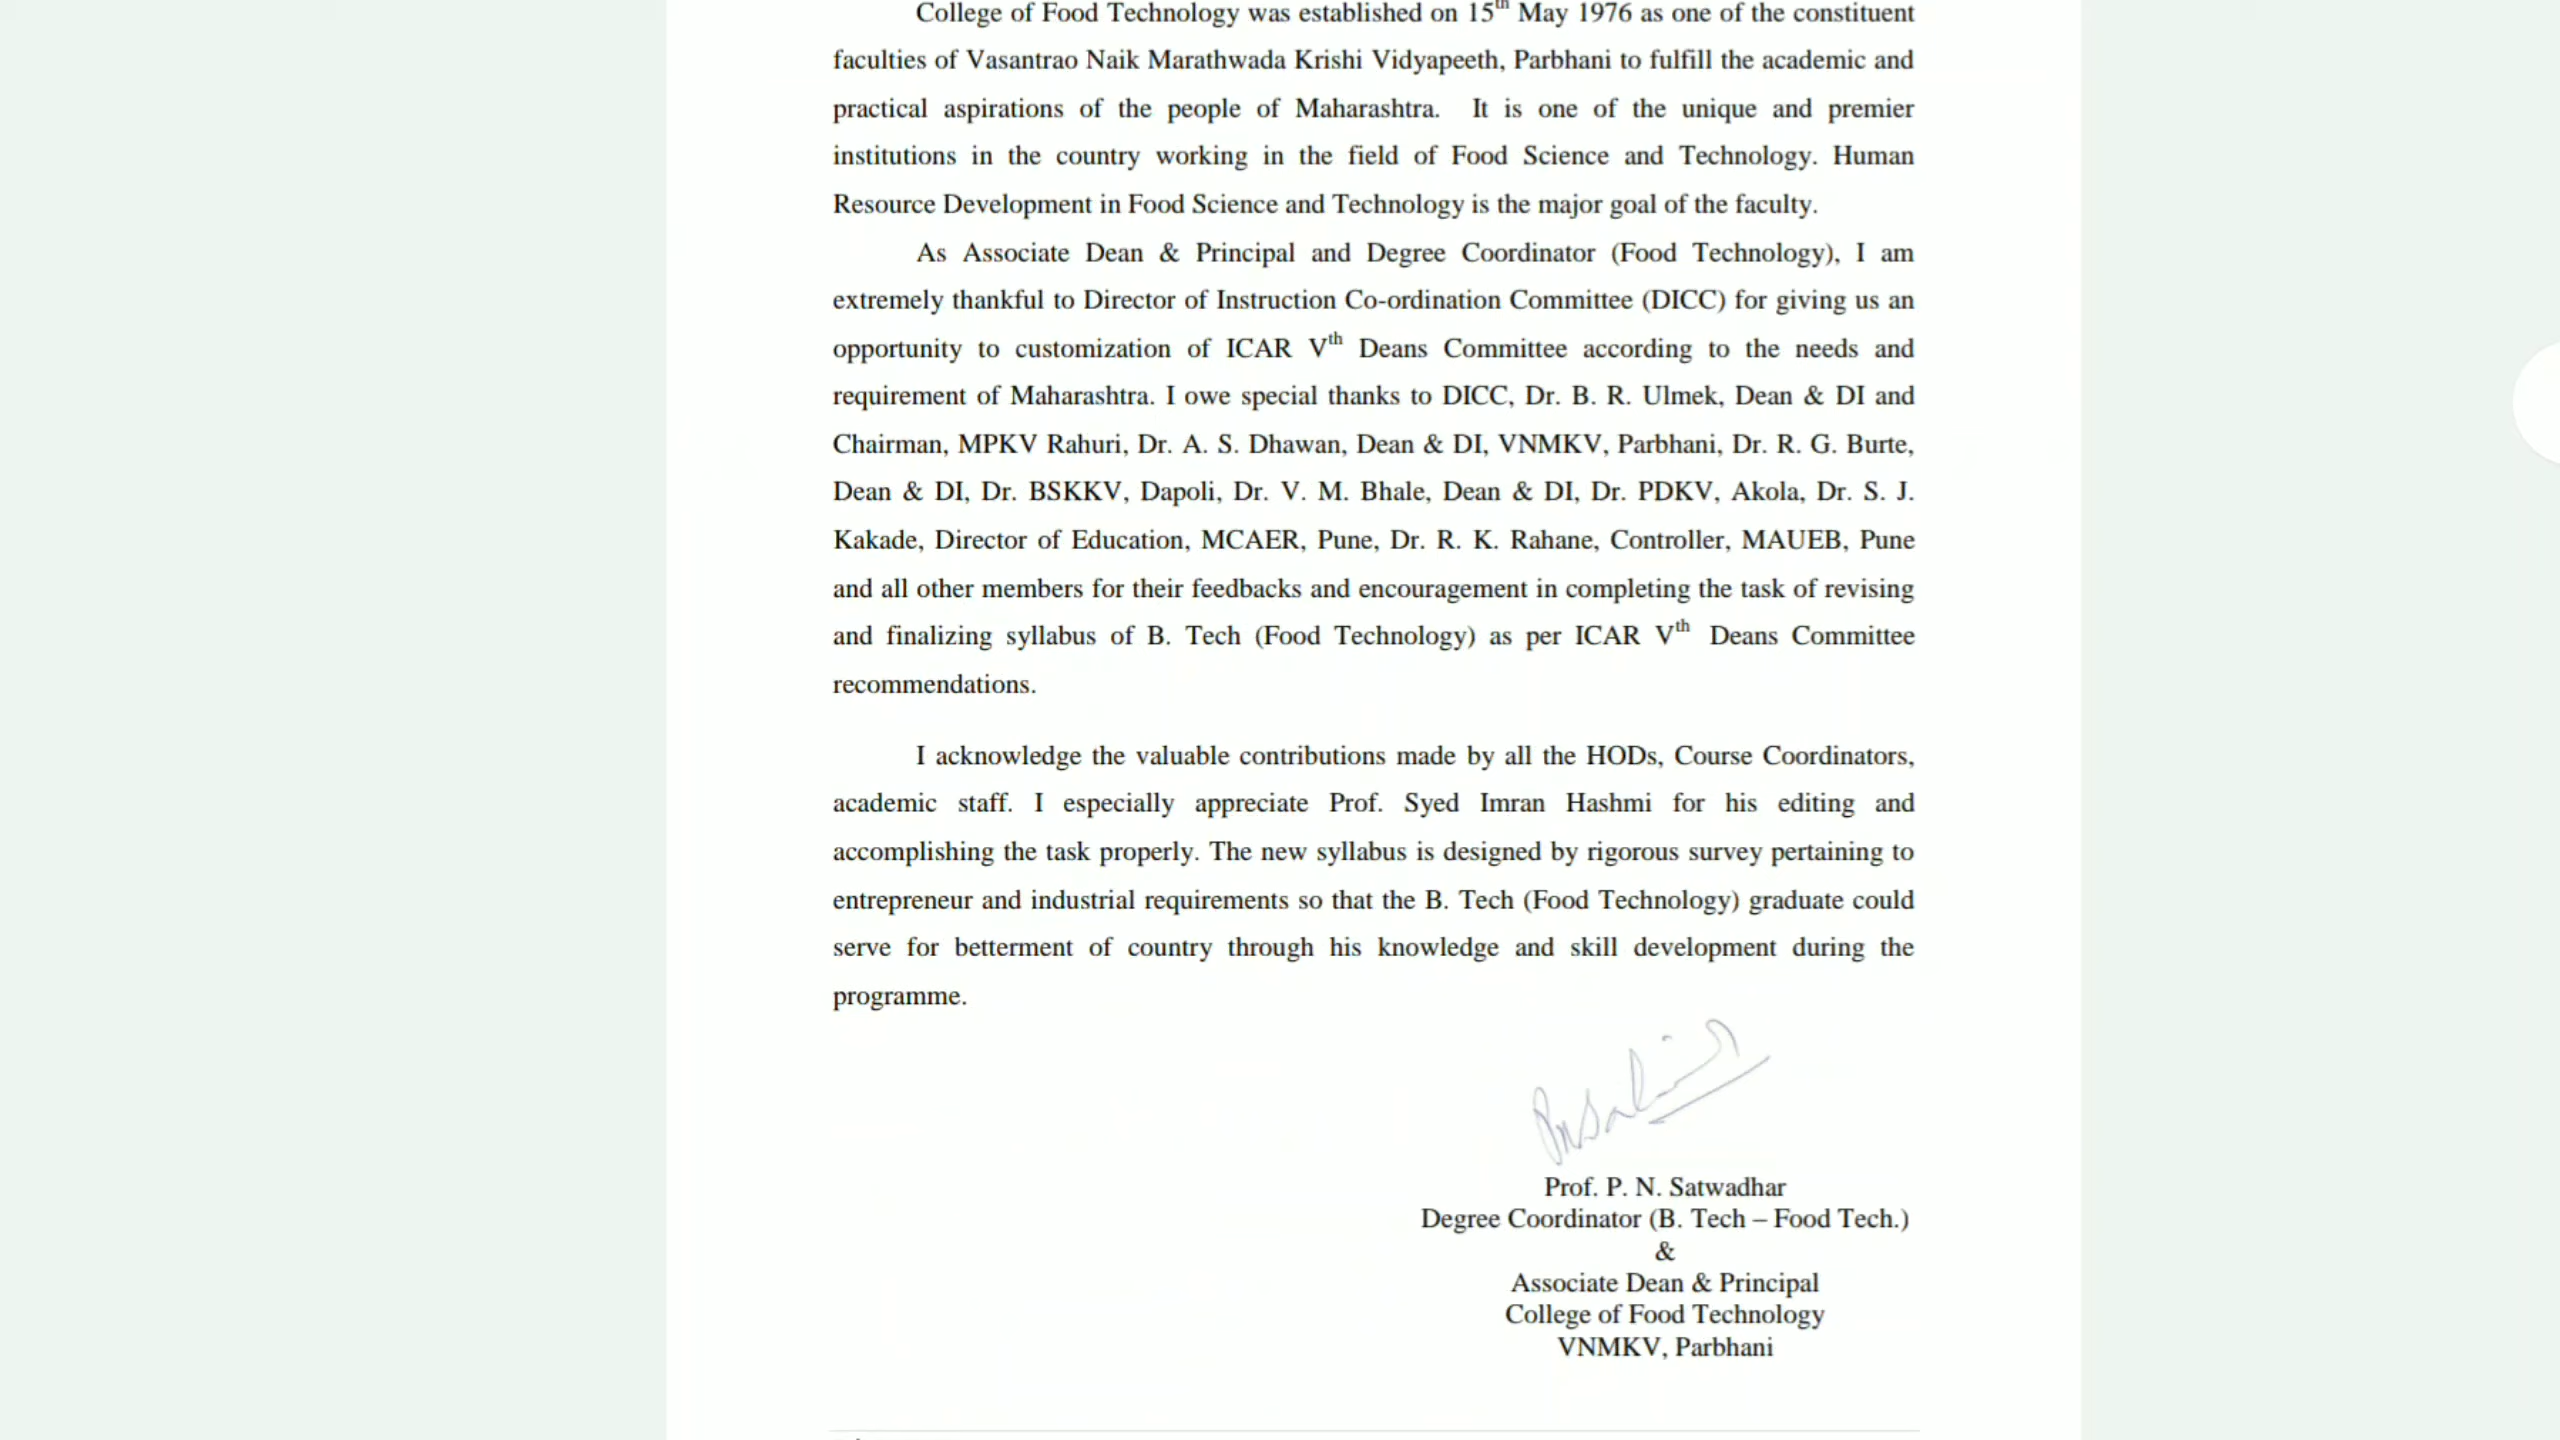 College of Food Technology was established on 15th May 1976 as one of the constituent
faculties of Vasantrao Naik Marathwada Krishi Vidyapeeth, Parbhani to fulfill the academic and
practical aspirations of the people of Maharashtra. It is one of the unique and premier
institutions in the country working in the field of Food Science and Technology. Human
Resource Development in Food Science and Technology is the major goal of the faculty.
As Associate Dean & Principal and Degree Coordinator (Food Technology), I am
extremely thankful to Director of Instruction Co-ordination Committee (DICC) for giving us an
opportunity to customization of ICAR Vth Deans Committee according to the needs and
requirement of Maharashtra. I owe special thanks to DICC, Dr. B. R. Ulmek, Dean & DI and
Chairman, MPKV Rahuri, Dr. A. S. Dhawan, Dean & DI, VNMKV, Parbhani, Dr. R. G. Burte,
Dean & DI, Dr. BSKKV, Dapoli, Dr. V. M. Bhale, Dean & DI, Dr. PDKV, Akola, Dr. S. J.
Kakade, Director of Education, MCAER, Pune, Dr. R. K. Rahane, Controller, MAUEB, Pune
and all other members for their feedbacks and encouragement in completing the task of revising
and finalizing syllabus of B. Tech (Food Technology) as per ICAR Vth Deans Committee
recommendations.
I acknowledge the valuable contributions made by all the HODs, Course Coordinators,
academic staff. I especially appreciate Prof. Syed Imran Hashmi for his editing and
accomplishing the task properly. The new syllabus is designed by rigorous survey pertaining to
entrepreneur and industrial requirements so that the B. Tech (Food Technology) graduate could
serve for betterment of country through his knowledge and skill development during the
programme.
Prof. P. N. Satwadhar
Degree Coordinator (B. Tech – Food Tech.)
&
Associate Dean & Principal
College of Food Technology
VNMKV, Parbhani